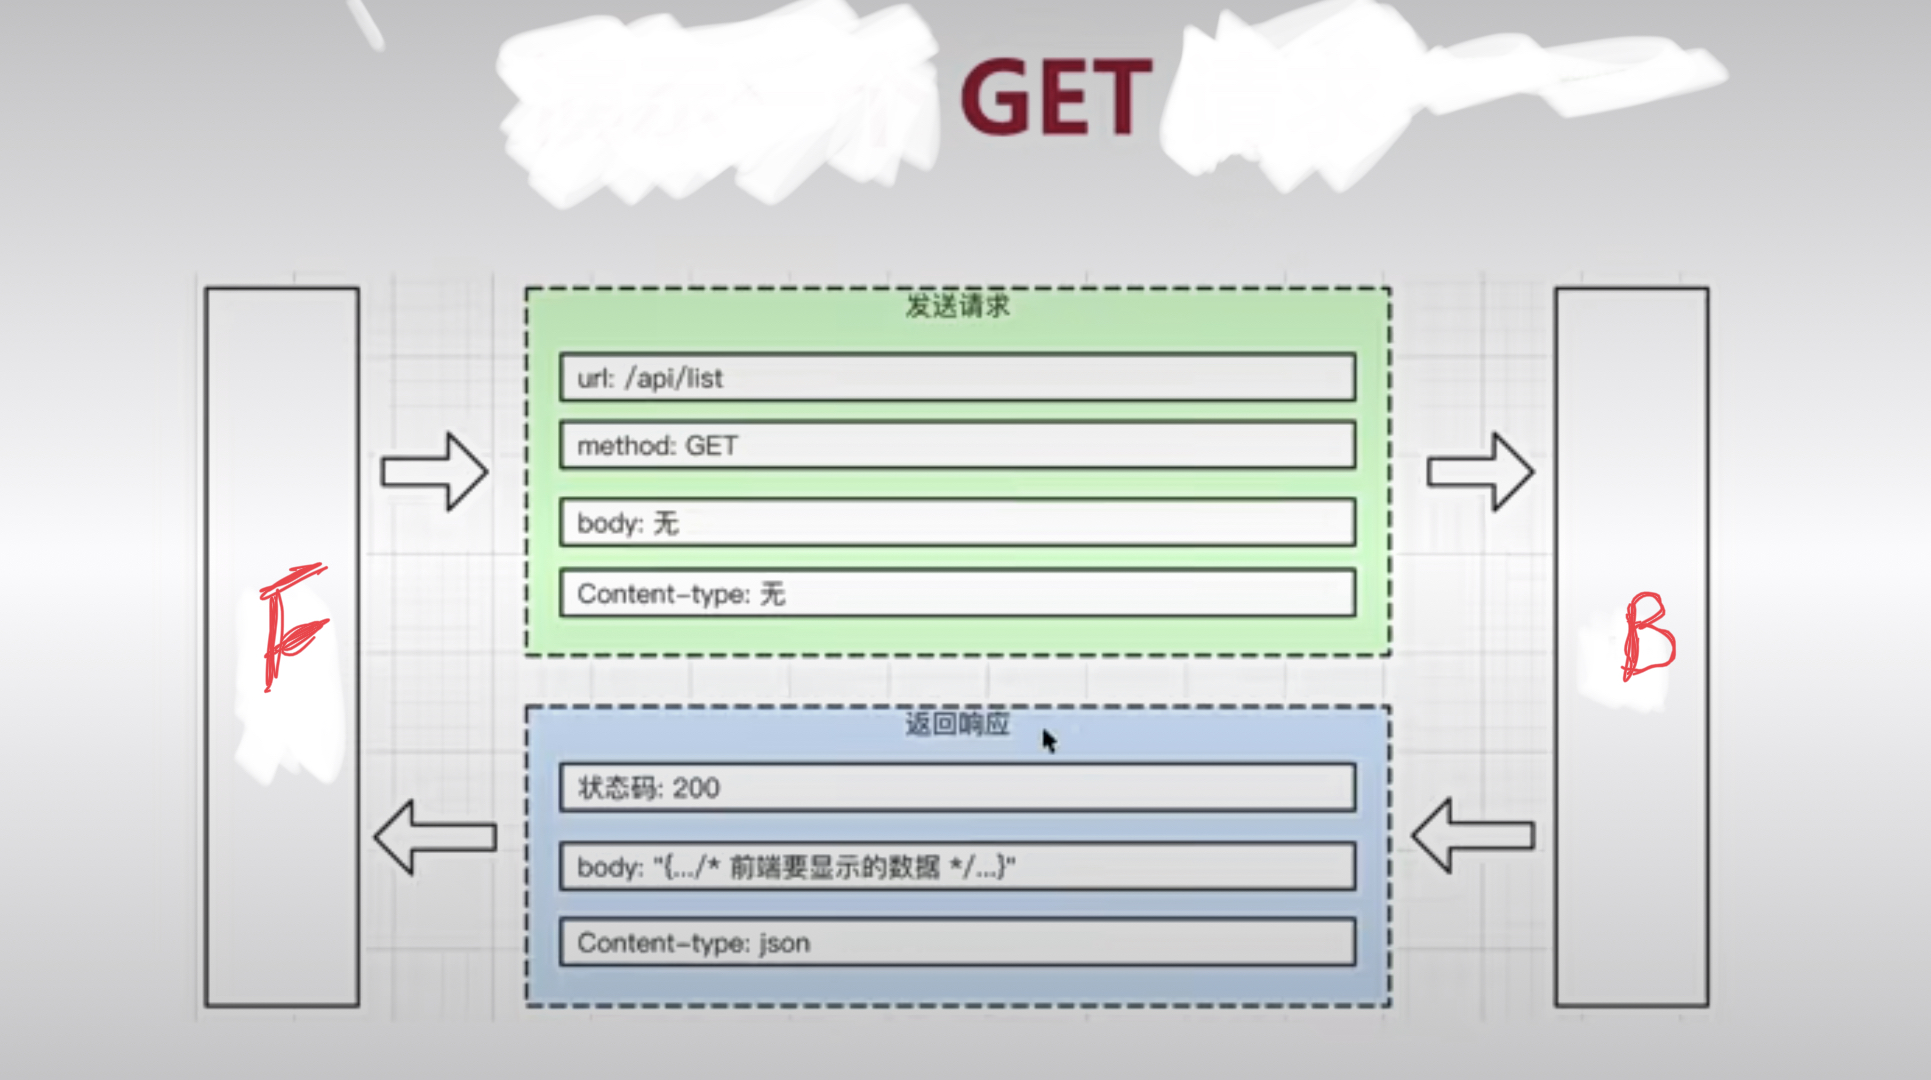 GET
发送请求
url: /api/list
method: GET
body: 无
Content-type: 无
F
B
返回响应
状态码: 200
body: "{.../* 前端要显示的数据 */...}"
Content-type: json